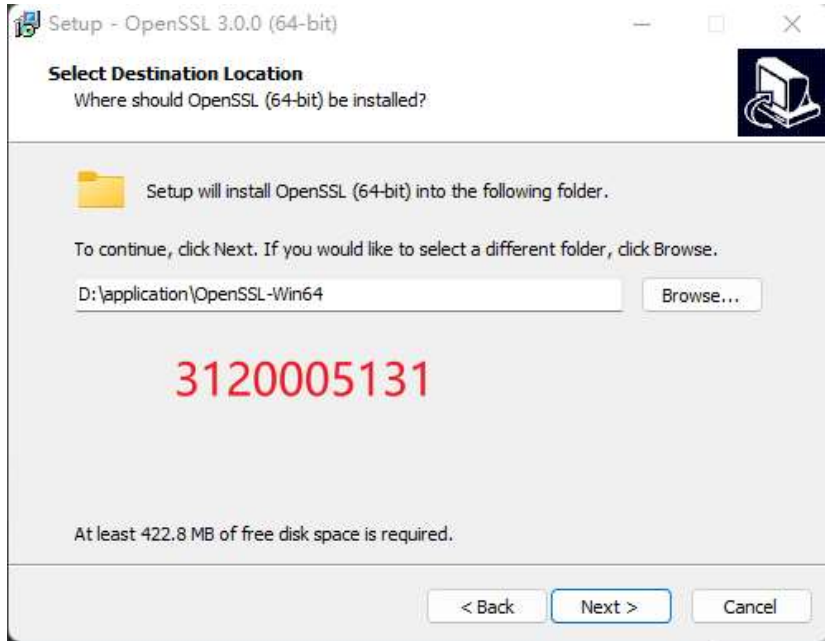 Setup - OpenSSL 3.0.0 (64-bit)
Select Destination Location
Where should OpenSSL (64-bit) be installed?
Setup will install OpenSSL (64-bit) into the following folder.
To continue, click Next. If you would like to select a different folder, click Browse.
D:\application\OpenSSL-Win64
Browse...
3120005131
At least 422.8 MB of free disk space is required.
< Back
Next >
Cancel